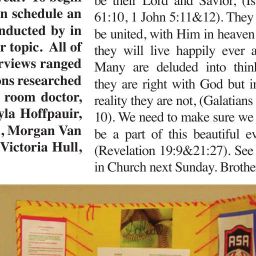 n schedule an
nducted by in
r topic. All of
rviews ranged
ons researched
room doctor,
yla Hoffpauir,
, Morgan Van
Victoria Hull,
be their Lord and Savior, (Is
61:10, 1 John 5:11&12). They
be united, with Him in heaven
they will live happily ever a
Many are deluded into think
they are right with God but in
reality they are not, (Galatians
10). We need to make sure we
be a part of this beautiful ev
(Revelation 19:9&21:27). See
in Church next Sunday. Brothe
ASA